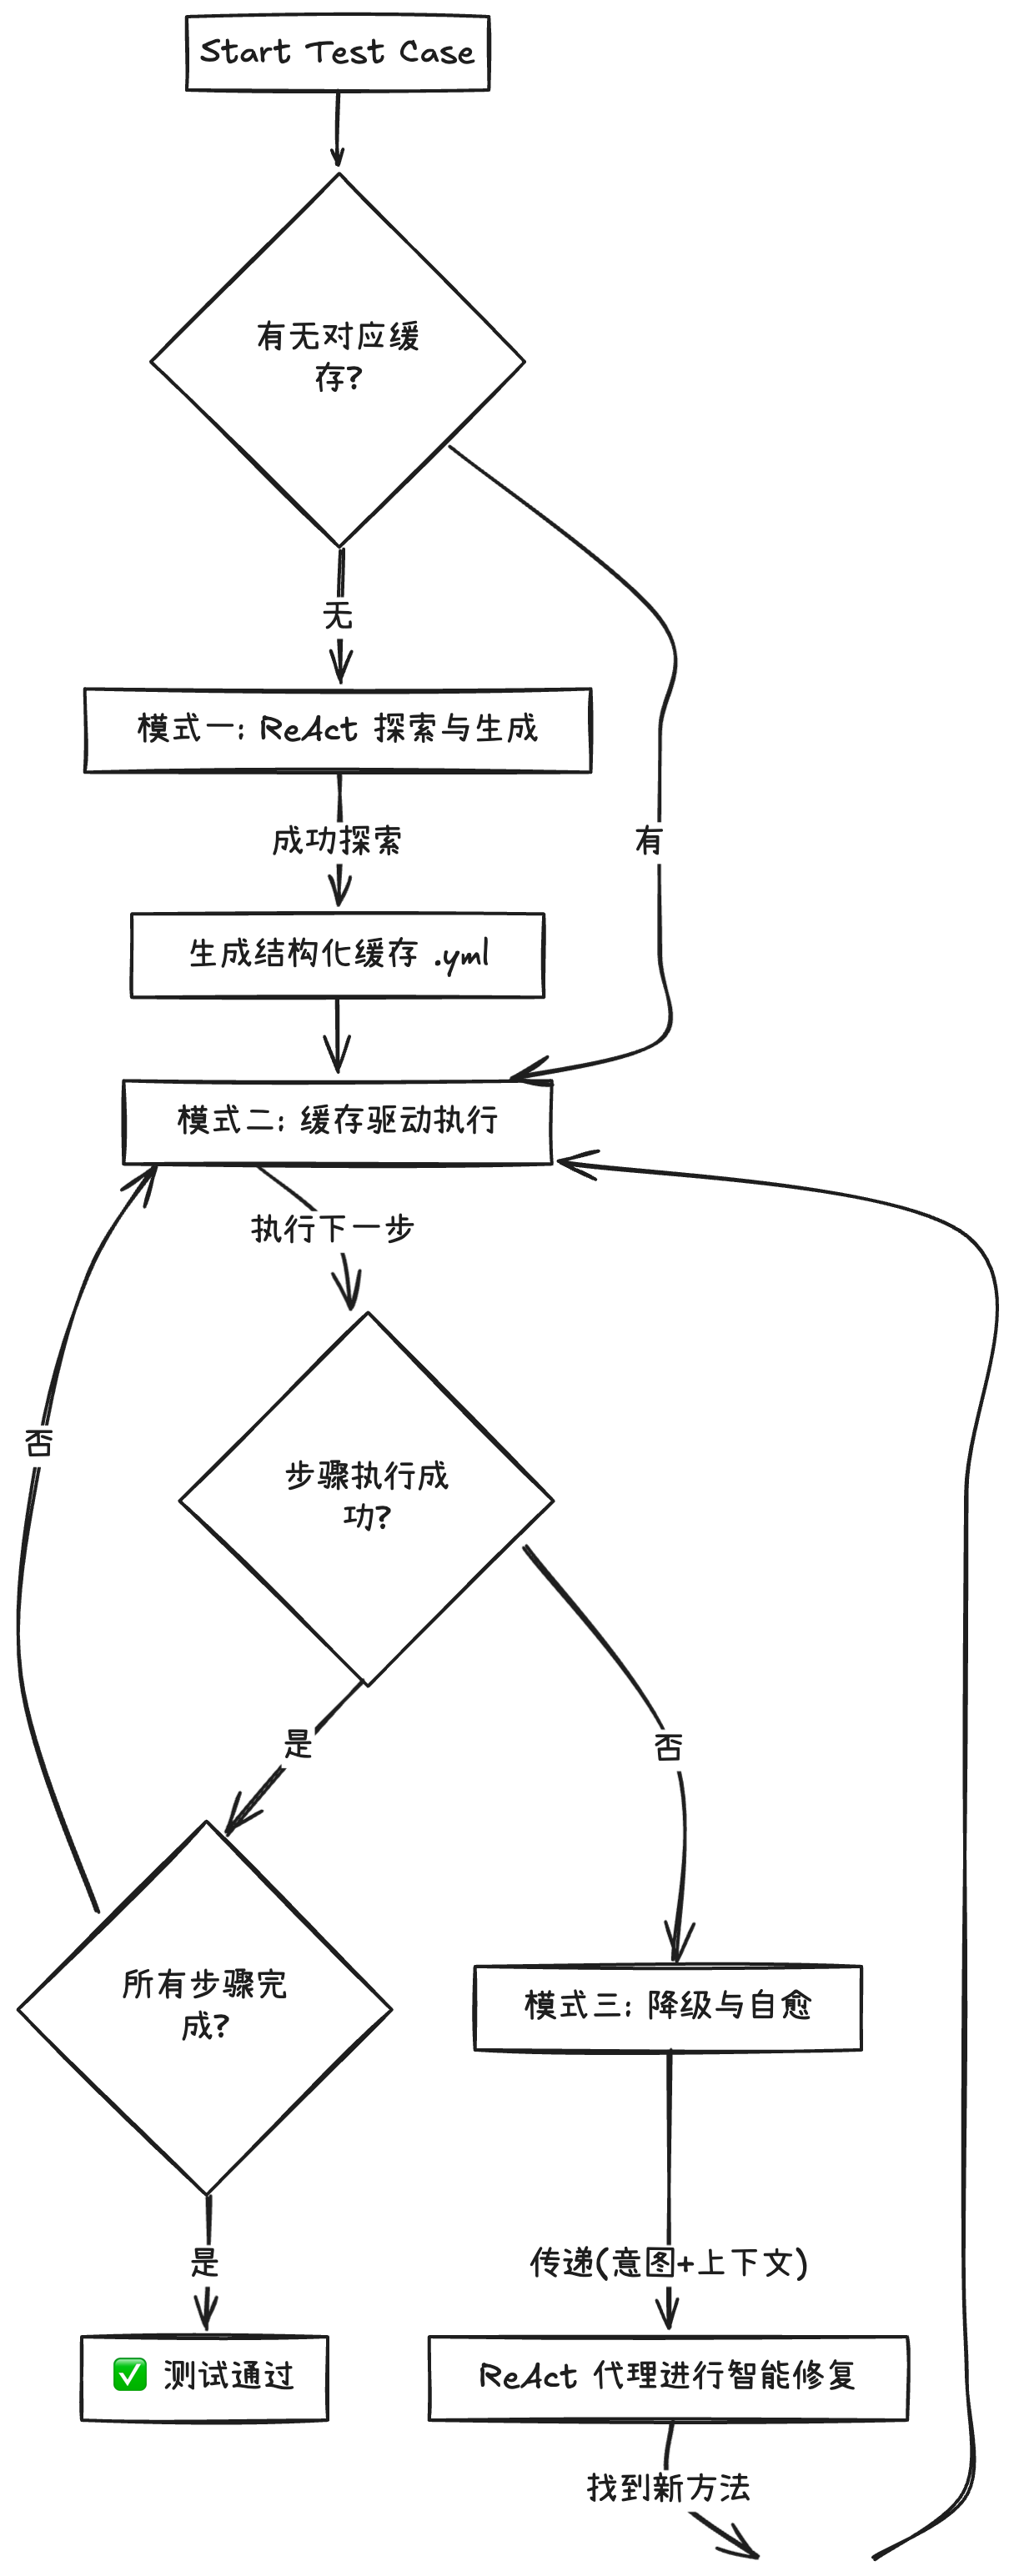 Start Test Case
有无对应缓
存?
无
模式一: ReAct 探索与生成
成功探索
有
生成结构化缓存 .yml
模式二: 缓存驱动执行
执行下一步
否
步骤执行成
功?
是
否
所有步骤完
成?
模式三: 降级与自愈
是
传递(意图+上下文)
✅ 测试通过
ReAct 代理进行智能修复
找到新方法